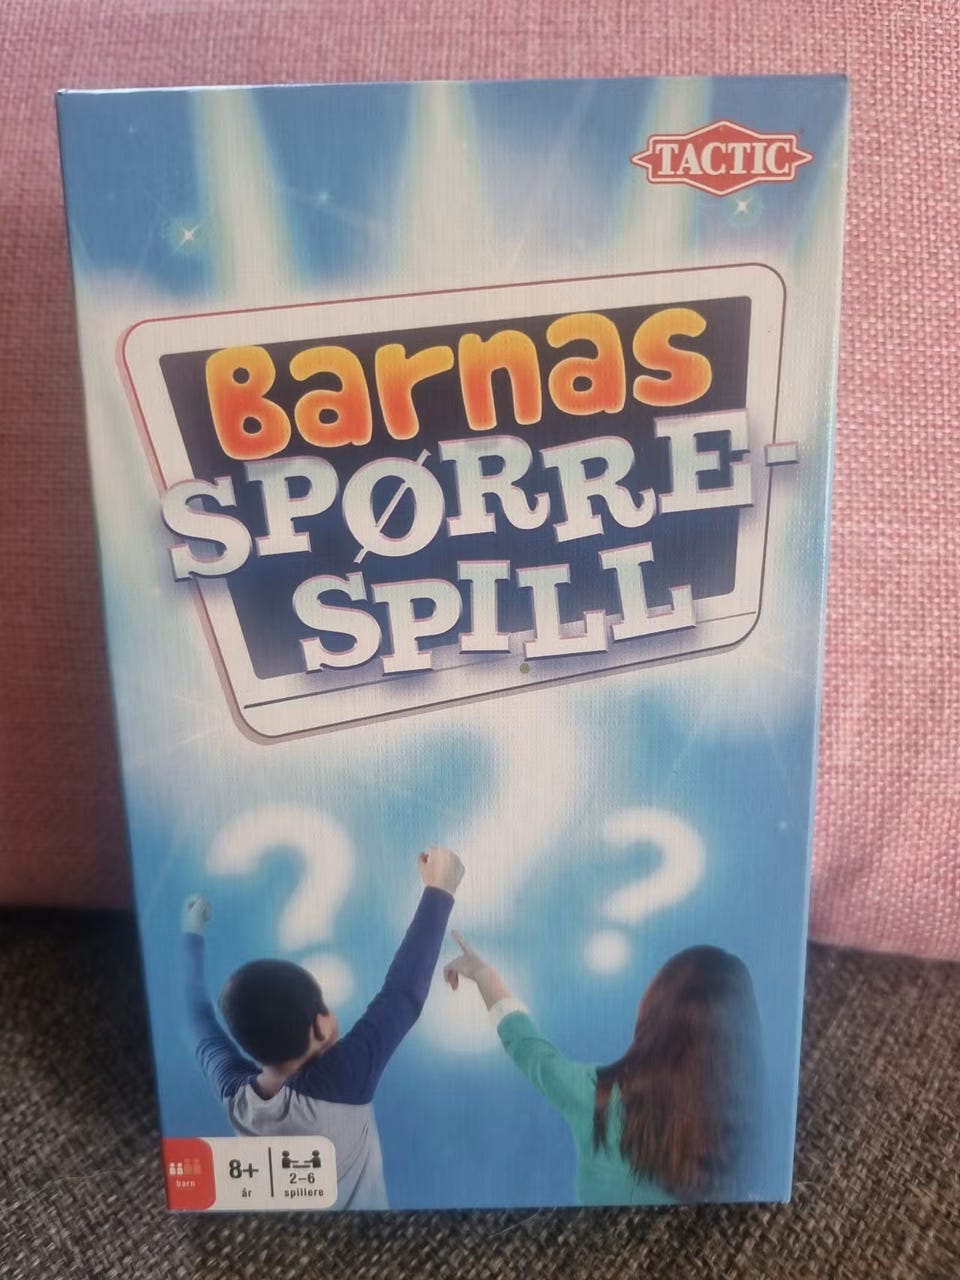 TACTIC
Barnas
SPØRRE-
SPILL
barn
8+
år
2-6
spillere